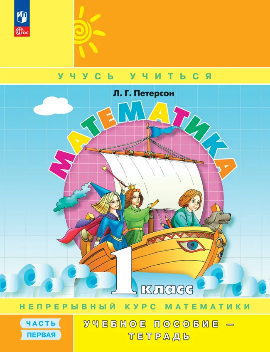 УЧУСЬ УЧИТЬСЯ
Л. Г. Петерсон
МАТЕМАТИКА
1 класс
НЕПРЕРЫВНЫЙ КУРС МАТЕМАТИКИ
ЧАСТЬ
ПЕРВАЯ
УЧЕБНОЕ ПОСОБИЕ —
ТЕТРАДЬ